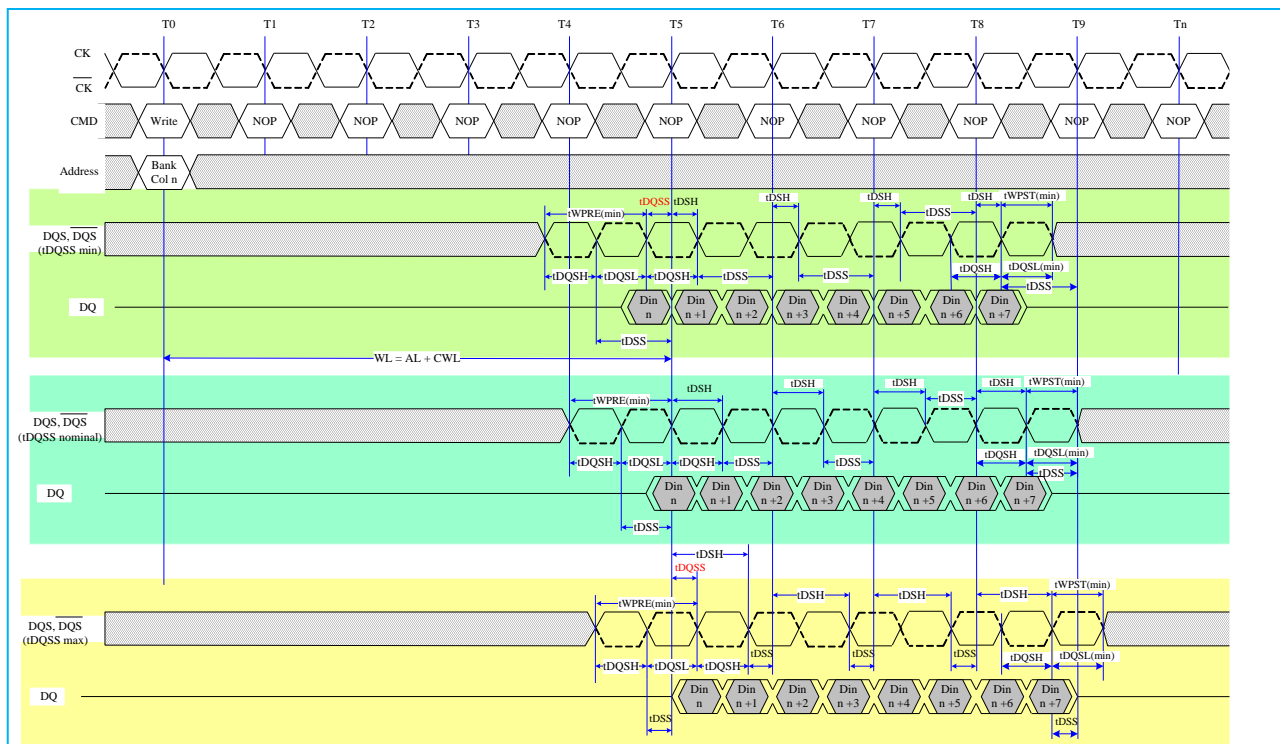 T0 T1 T2 T3 T4 T5 T6 T7 T8 T9 Tn
CK
CK
CMD Write NOP NOP NOP NOP NOP NOP NOP NOP NOP NOP
Address Bank
Col n
tDQSS tDSH tDSH tDSH tDSH tWPST(min)
tWPRE(min) tDSS
DQS, DQS
(tDQSS min)
tDQSH tDQSL tDQSH tDSS tDSS tDQSH tDQSL(min)
tDSS
DQ Din Din Din Din Din Din Din Din
n n +1 n +2 n +3 n +4 n +5 n +6 n +7
tDSS
WL = AL + CWL
tDSH tDSH tDSH tDSH tWPST(min)
tWPRE(min) tDSS
DQS, DQS
(tDQSS nominal)
tDQSH tDQSL tDQSH tDSS tDSS tDQSH tDQSL(min)
tDSS
DQ Din Din Din Din Din Din Din Din
n n +1 n +2 n +3 n +4 n +5 n +6 n +7
tDSS
tDSH
tDQSS
tWPRE(min) tDSH tDSH tDSH tWPST(min)
DQS, DQS
(tDQSS max)
tDQSH tDQSL tDQSH tDSS tDSS tDSS tDQSH tDQSL(min)
DQ Din Din Din Din Din Din Din Din
n n +1 n +2 n +3 n +4 n +5 n +6 n +7
tDSS tDSS